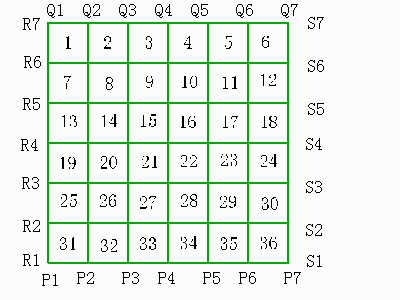 Q1 Q2 Q3 Q4 Q5 Q6 Q7
R7 S7
1 2 3 4 5 6
R6 S6
7 8 9 10 11 12
R5 S5
13 14 15 16 17 18
R4 S4
19 20 21 22 23 24
R3 S3
25 26 27 28 29 30
R2 S2
31 32 33 34 35 36
R1 S1
P1 P2 P3 P4 P5 P6 P7